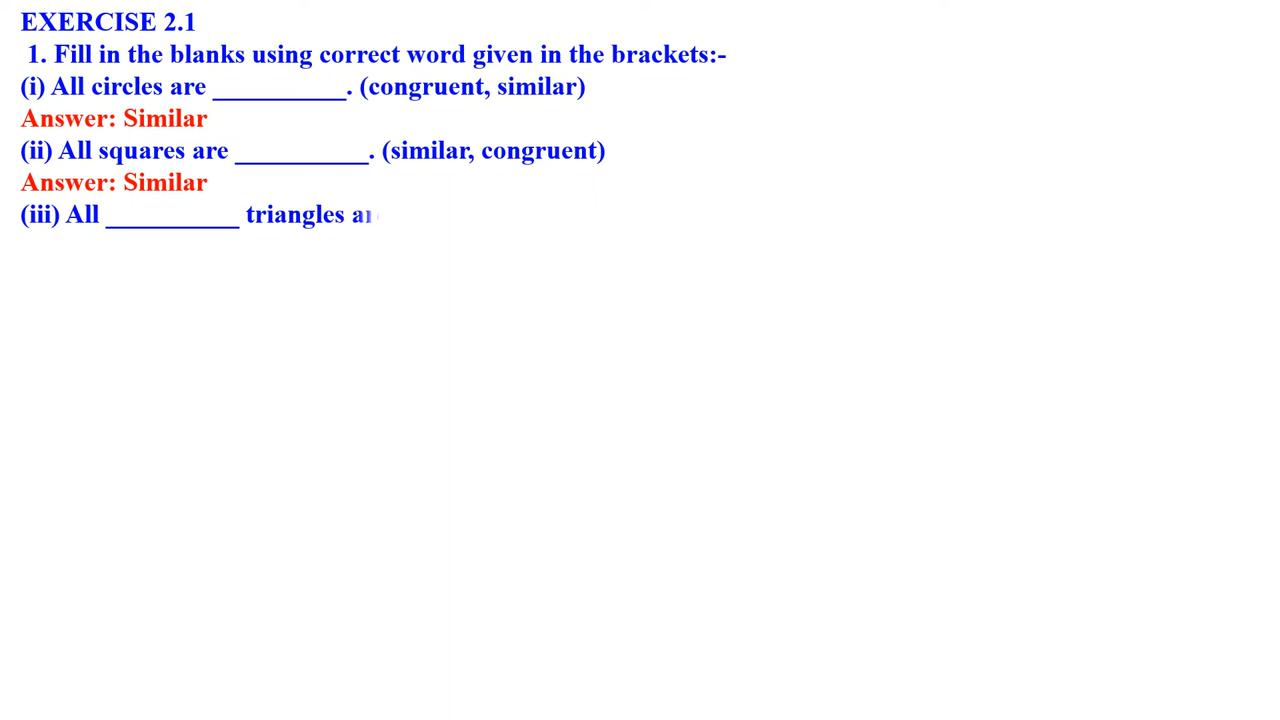 EXERCISE 2.1
1. Fill in the blanks using correct word given in the brackets:-
(i) All circles are __________. (congruent, similar)
Answer: Similar
(ii) All squares are __________. (similar, congruent)
Answer: Similar
(iii) All __________ triangles